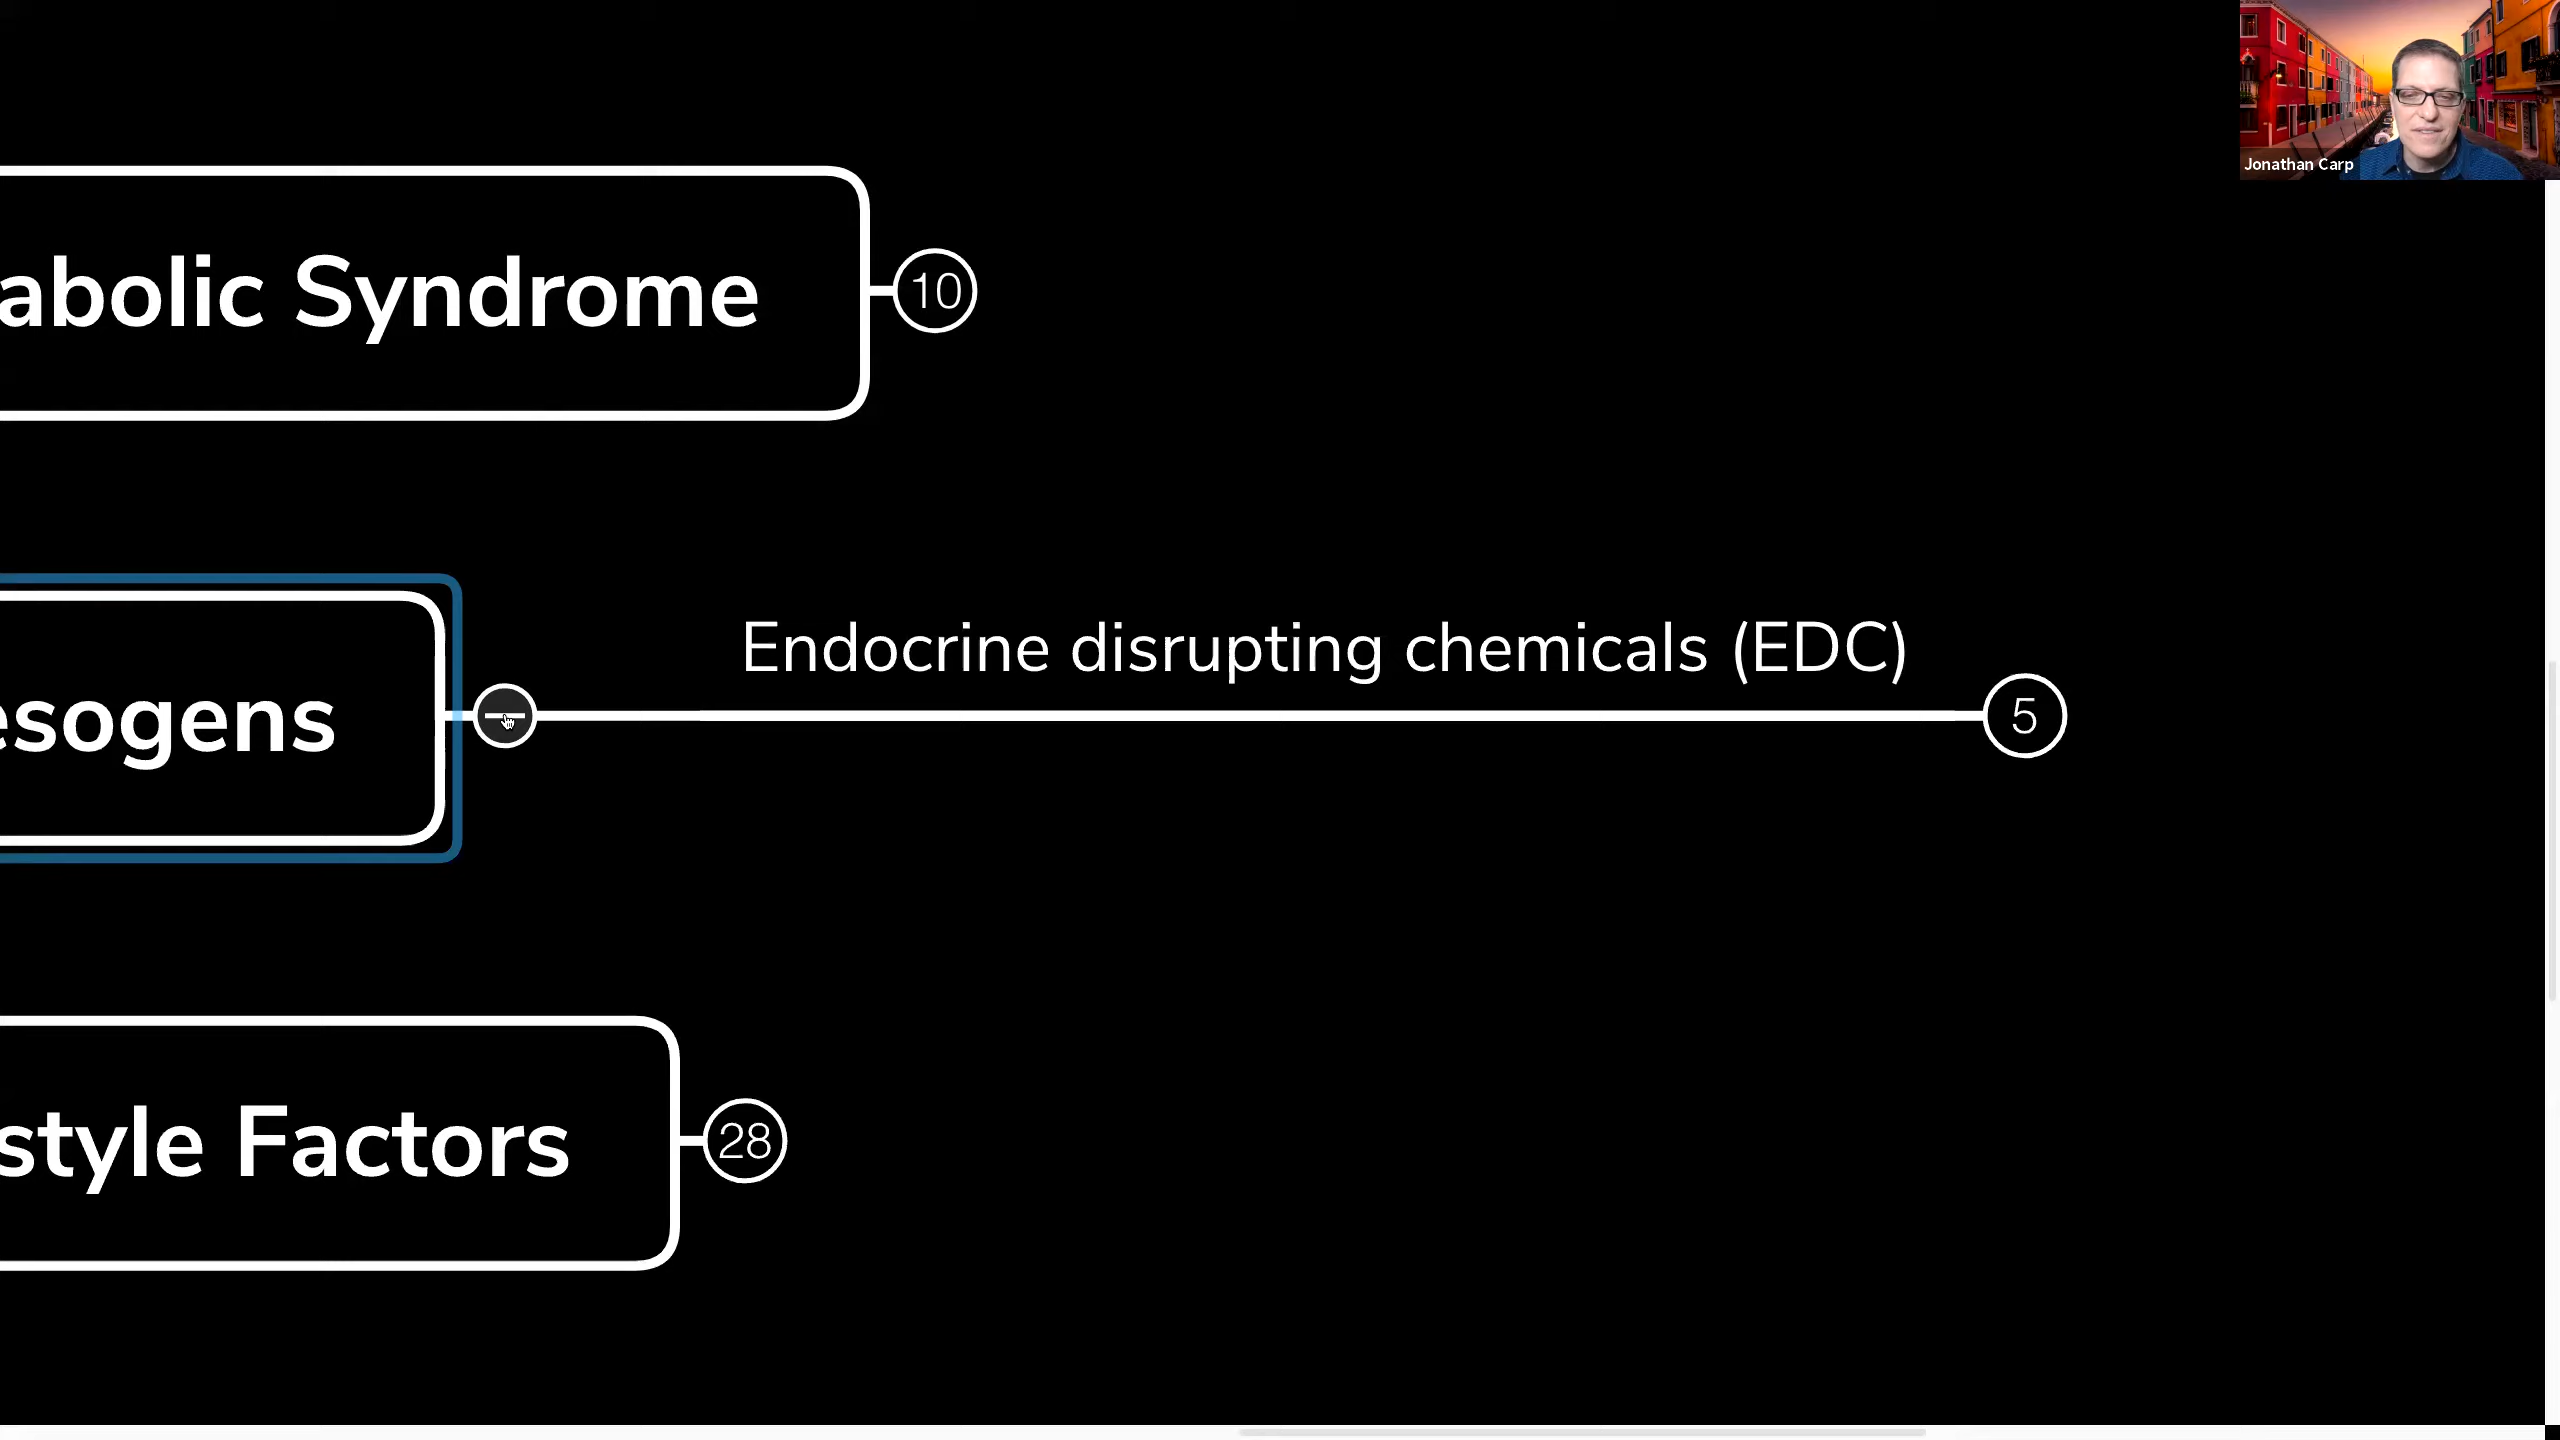 Jonathan Carp
abolic Syndrome
10
Endocrine disrupting chemicals (EDC)
esogens
5
style Factors
28